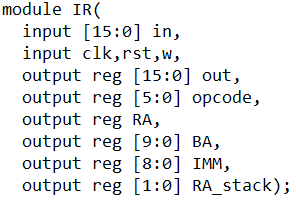 module IR(
input [15:0] in,
input clk,rst,w,
output reg [15:0] out,
output reg [5:0] opcode,
output reg RA,
output reg [9:0] BA,
output reg [8:0] IMM,
output reg [1:0] RA_stack);